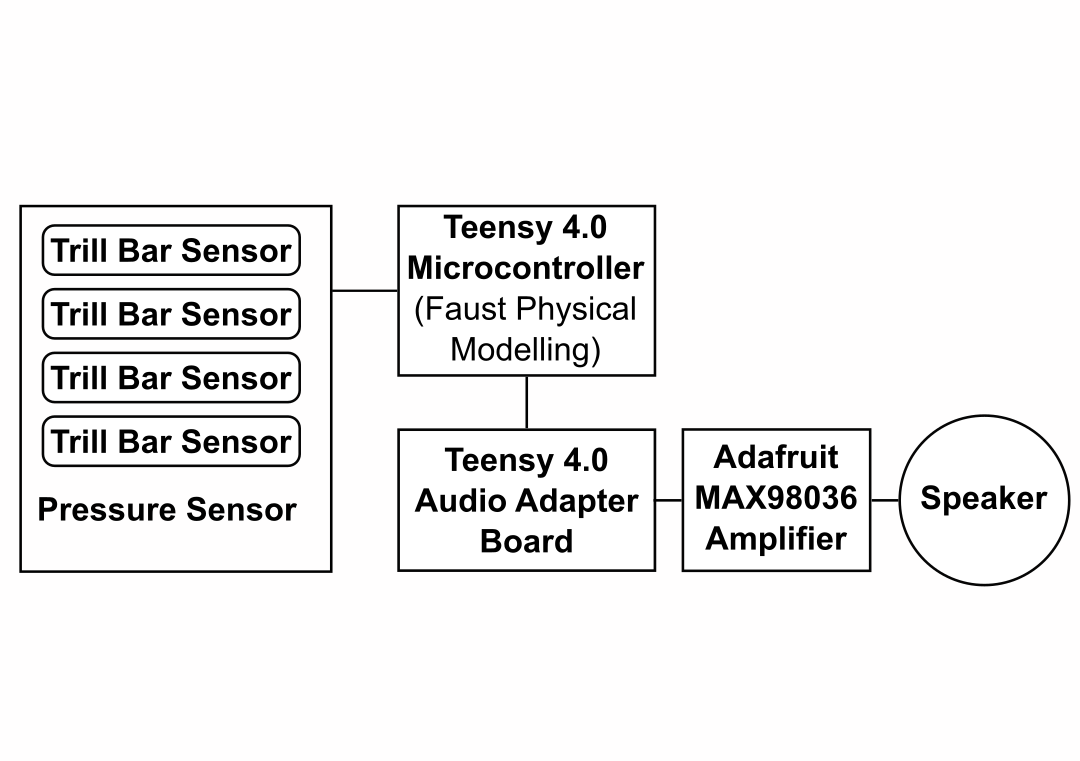 Trill Bar Sensor
Trill Bar Sensor
Trill Bar Sensor
Trill Bar Sensor
Pressure Sensor
Teensy 4.0
Microcontroller
(Faust Physical
Modelling)
Teensy 4.0
Audio Adapter
Board
Adafruit
MAX98036
Amplifier
Speaker